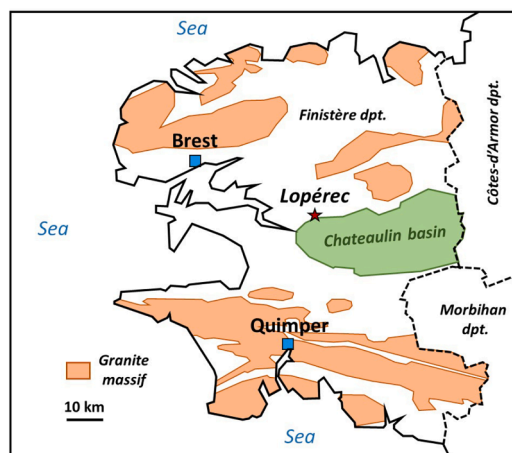 Sea
Finistère dpt.
Côtes-d'Armor dpt.
Brest
Lopérec
Sea
Chateaulin basin
Morbihan
dpt.
Quimper
Granite
massif
10 km
Sea